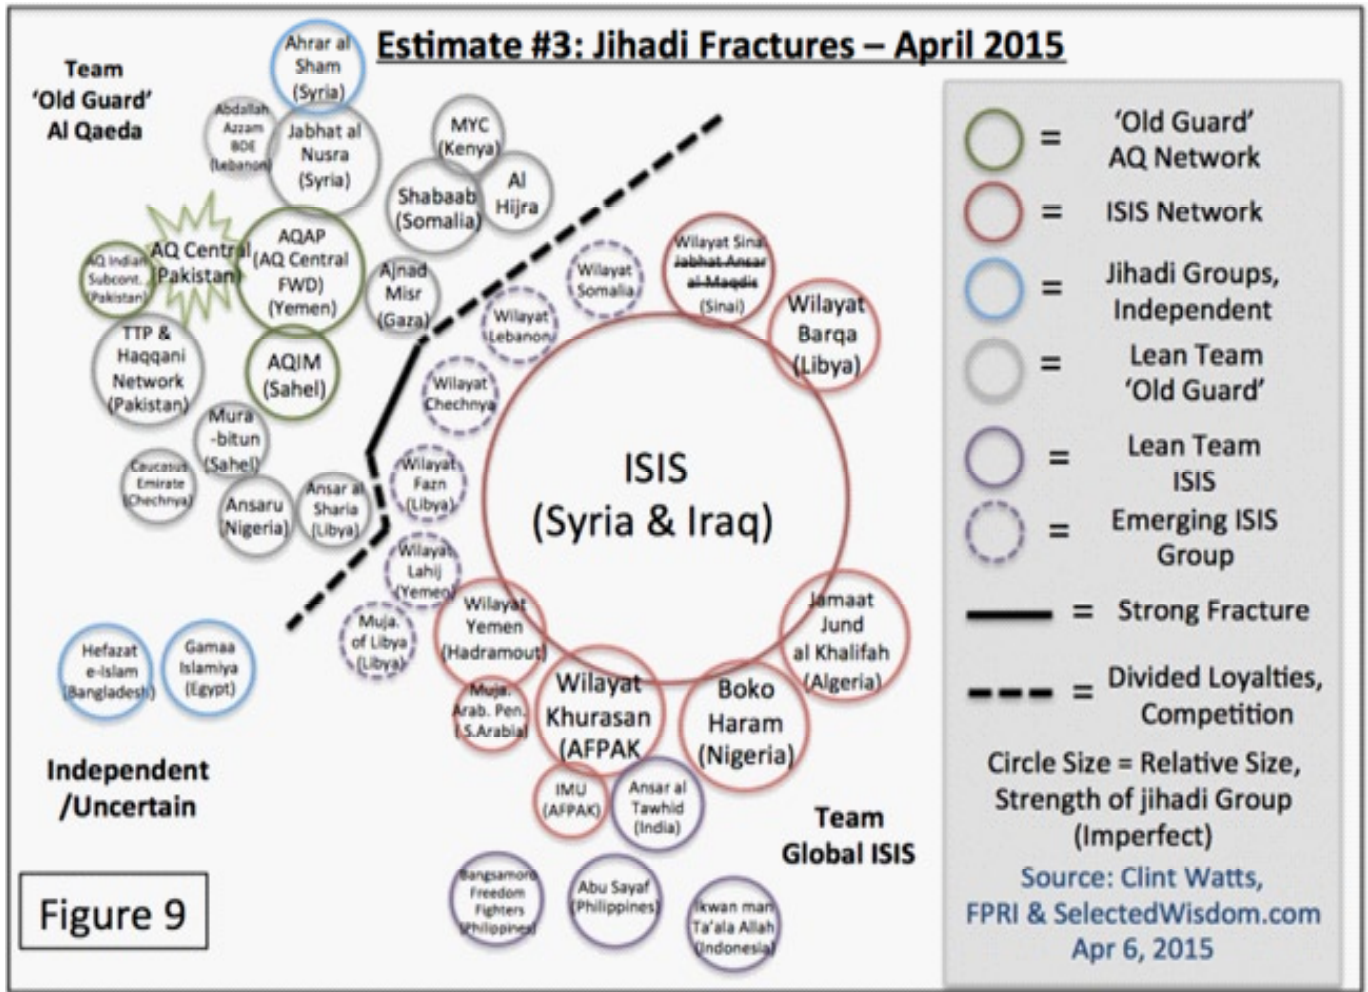 Estimate #3: Jihadi Fractures – April 2015
Team
‘Old Guard’
Al Qaeda
Ahrar al
Sham
(Syria)
Abdallah
Azzam
BDE
(Lebanon)
Jabhat al
Nusra
(Syria)
MYC
(Kenya)
Shabaab
(Somalia)
Al
Hijra
AQ Indian
Subcont.
(Pakistan)
AQ Central
(Pakistan)
AQAP
(AQ Central
FWD)
(Yemen)
Ajnad
Misr
(Gaza)
TTP &
Haqqani
Network
(Pakistan)
AQIM
(Sahel)
Mura
-bitun
(Sahel)
Caucasus
Emirate
(Chechnya)
Ansaru
(Nigeria)
Ansar al
Sharia
(Libya)
Wilayat
Somalia
Wilayat
Lebanon
Wilayat
Chechnya
Wilayat
Fazn
(Libya)
Wilayat
Lahij
(Yemen)
Muja.
of Libya
(Libya)
Wilayat Sinai
Jabhat Ansar
al Maqdis
(Sinai)
Wilayat
Barqa
(Libya)
ISIS
(Syria & Iraq)
Wilayat
Yemen
(Hadramout)
Muja.
Arab. Pen.
( S.Arabia)
Wilayat
Khurasan
(AFPAK
Boko
Haram
(Nigeria)
Jamaat
Jund
al Khalifah
(Algeria)
IMU
(AFPAK)
Ansar al
Tawhid
(India)
Bangsamoro
Freedom
Fighters
(Philippines)
Abu Sayaf
(Philippines)
Ikwan man
Ta’ala Allah
(Indonesia)
Hefazat
e-Islam
(Bangladesh)
Gamaa
Islamiya
(Egypt)
Independent
/Uncertain
Team
Global ISIS
Figure 9
= ‘Old Guard’
AQ Network
= ISIS Network
= Jihadi Groups,
Independent
= Lean Team
‘Old Guard’
= Lean Team
ISIS
= Emerging ISIS
Group
= Strong Fracture
= Divided Loyalties,
Competition
Circle Size = Relative Size,
Strength of jihadi Group
(Imperfect)
Source: Clint Watts,
FPRI & SelectedWisdom.com
Apr 6, 2015